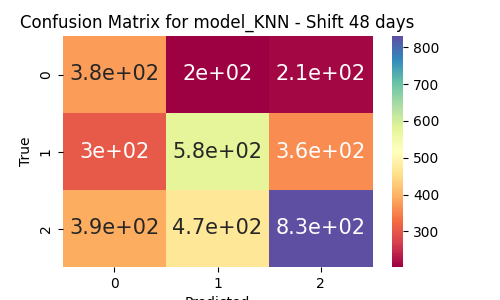 Confusion Matrix for model_KNN - Shift 48 days
0 3.8e+02 2e+02 2.1e+02
1 3e+02 5.8e+02 3.6e+02
2 3.9e+02 4.7e+02 8.3e+02
0 1 2
True
Predicted
800
700
600
500
400
300